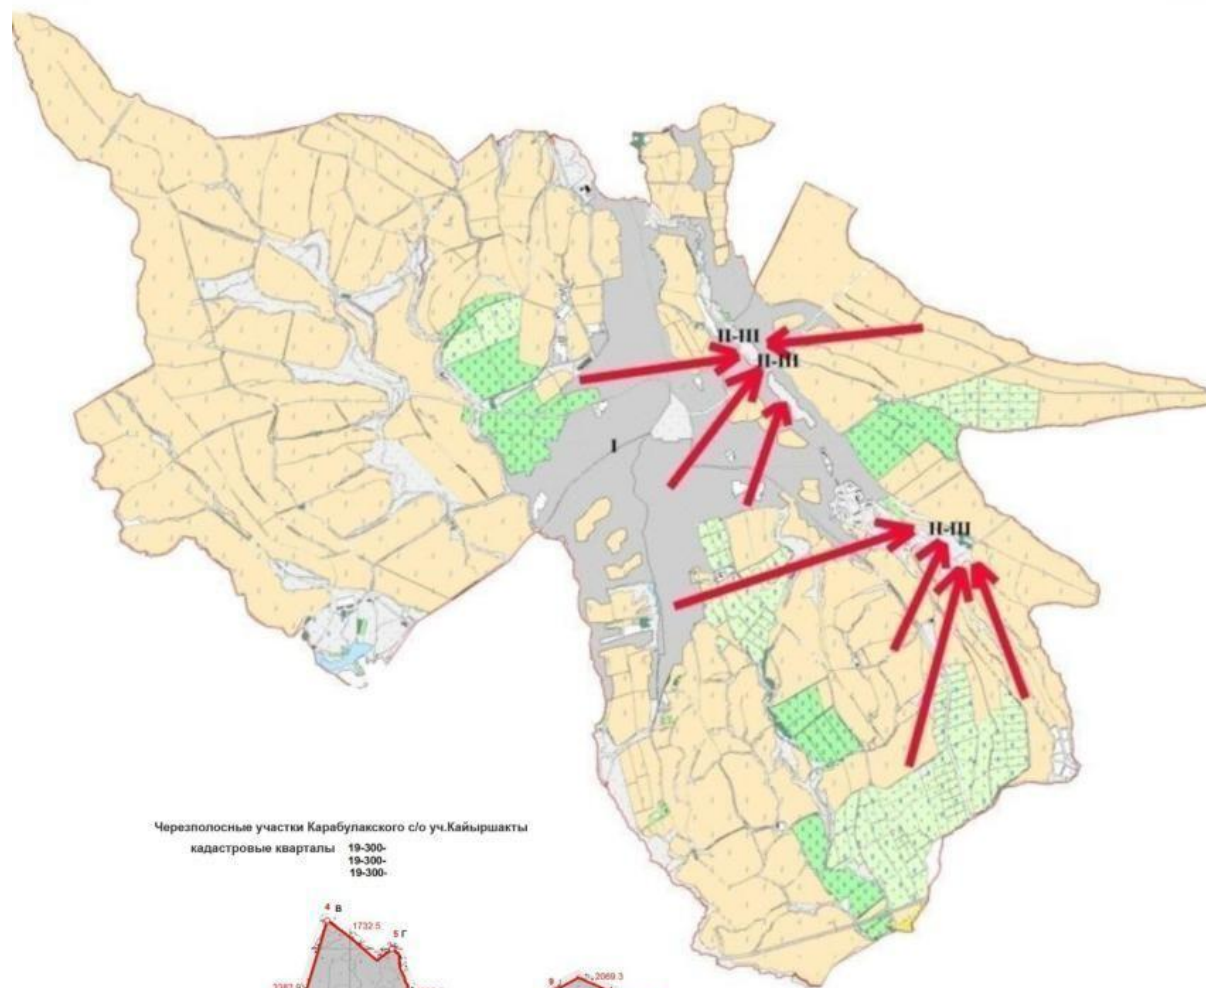 II-III
II-III
I
II-III
Черезполосные участки Карабулакского с/о уч.Кайыршакты
кадастровые кварталы 19-300-
19-300-
19-300-
4 В
1732.5
5 Г
2069.3